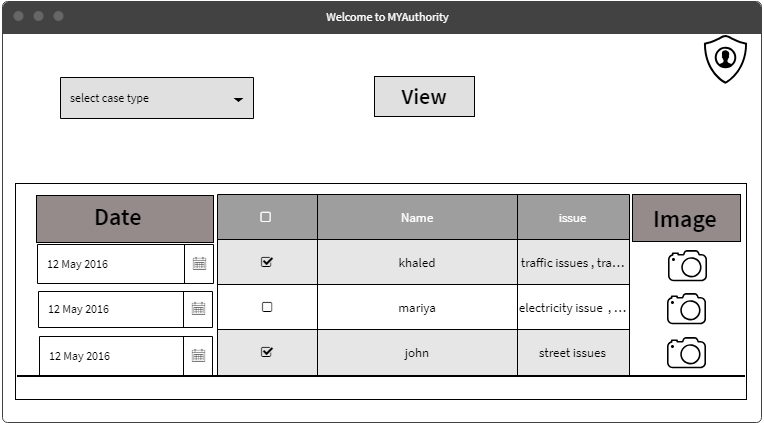 Welcome to MYAuthority
select case type
View
Date Name issue Image
12 May 2016 khaled traffic issues , tra...
12 May 2016 mariya electricity issue , ...
12 May 2016 john street issues